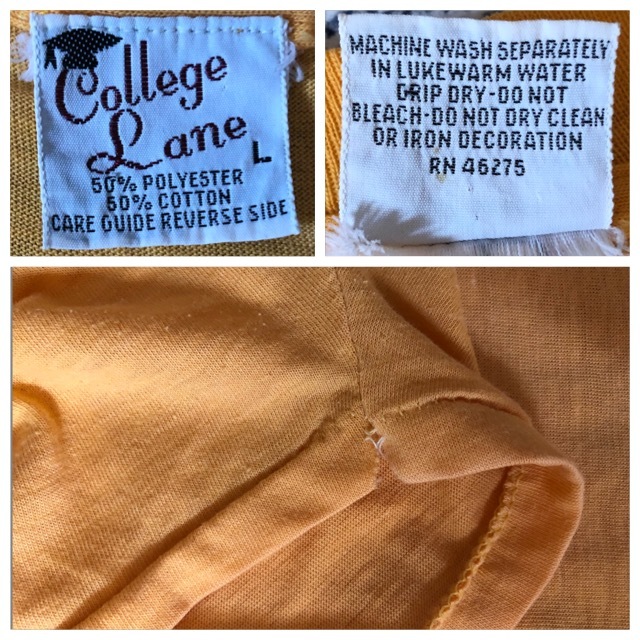 College
Lane
L
50% POLYESTER
50% COTTON
CARE GUIDE REVERSE SIDE
MACHINE WASH SEPARATELY
IN LUKEWARM WATER
DRIP DRY-DO NOT
BLEACH-DO NOT DRY CLEAN
OR IRON DECORATION
RN 46275